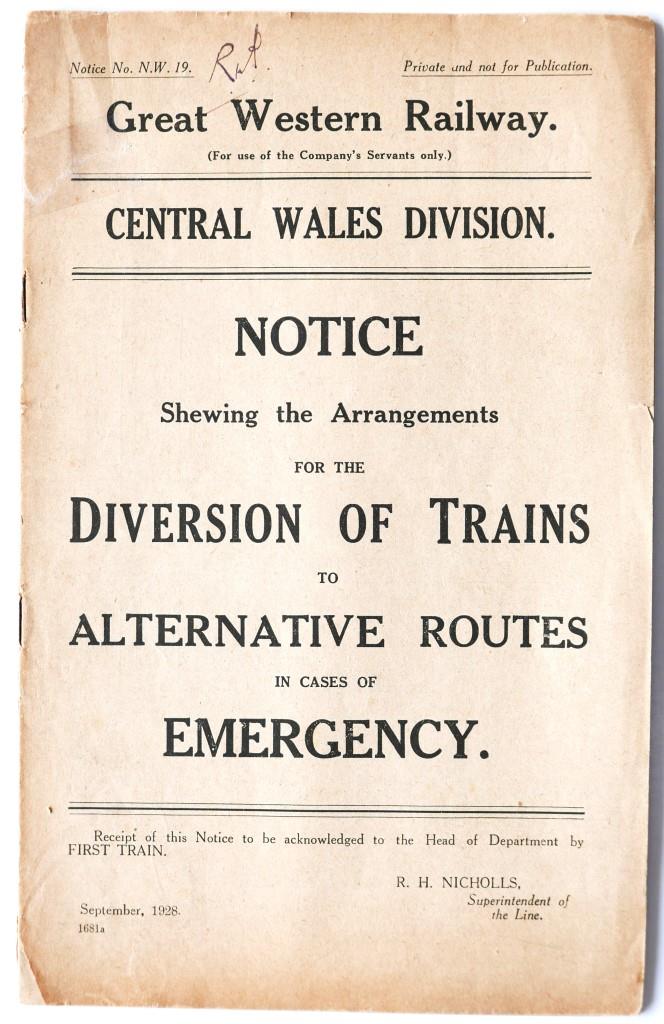 Notice No. N.W. 19.
Private and not for Publication.
Great Western Railway.
(For use of the Company's Servants only.)
CENTRAL WALES DIVISION.
NOTICE
Shewing the Arrangements
FOR THE
DIVERSION OF TRAINS
TO
ALTERNATIVE ROUTES
IN CASES OF
EMERGENCY.
Receipt of this Notice to be acknowledged to the Head of Department by
FIRST TRAIN.
R. H. NICHOLLS,
Superintendent of
the Line.
September, 1928.
1681a